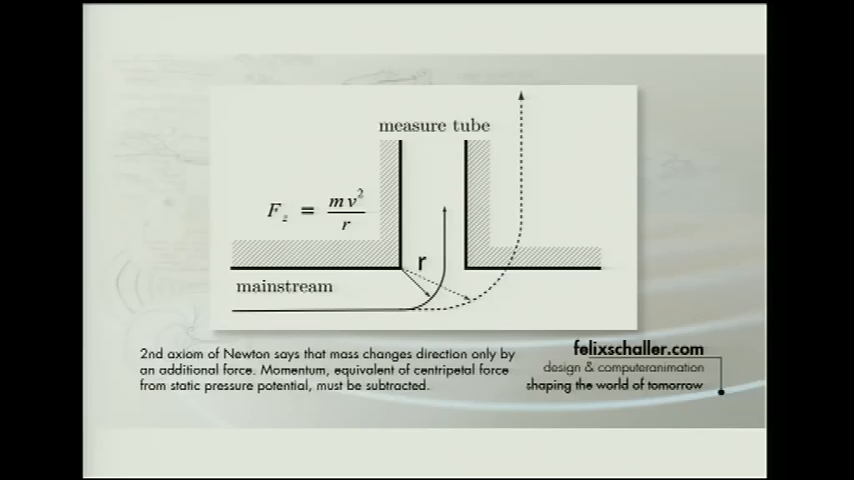 measure tube
F_z = mv²/r
r
mainstream
2nd axiom of Newton says that mass changes direction only by
an additional force. Momentum, equivalent of centripetal force
from static pressure potential, must be subtracted.
felixschaller.com
design & computeranimation
shaping the world of tomorrow